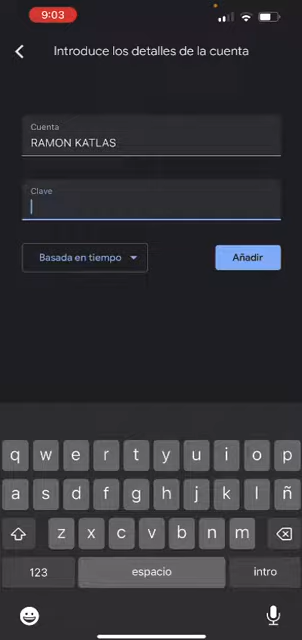 9:03
Introduce los detalles de la cuenta
Cuenta
RAMON KATLAS
Clave
Basada en tiempo
Añadir
q w e r t y u i o p
a s d f g h j k l ñ
z x c v b n m
123 espacio intro